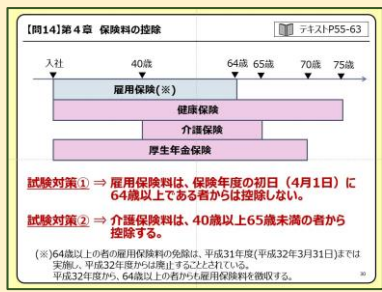 【問14】第4章 保険料の控除
テキストP55-63
入社 40歳 64歳 65歳 70歳 75歳
雇用保険(※)
健康保険
介護保険
厚生年金保険
試験対策① ⇒ 雇用保険料は、保険年度の初日（4月1日）に
64歳以上である者からは控除しない。
試験対策② ⇒ 介護保険料は、40歳以上65歳未満の者から
控除する。
(※)64歳以上の者の雇用保険料の免除は、平成31年度(平成32年3月31日)までは
実施し、平成32年度からは廃止することとされている。
平成32年度から、64歳以上の者からも雇用保険料を徴収する。